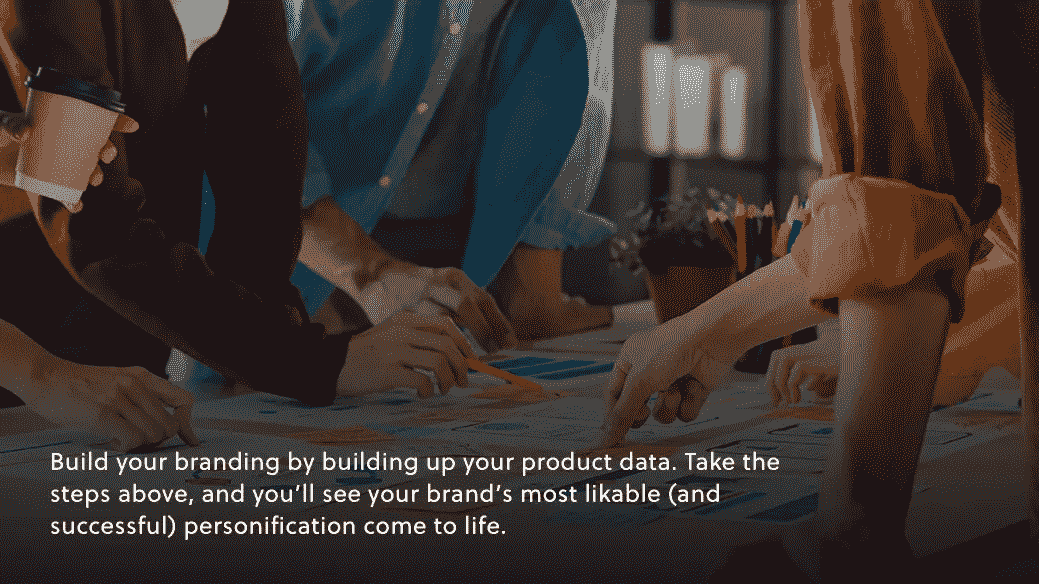 Build your branding by building up your product data. Take the
steps above, and you’ll see your brand’s most likable (and
successful) personification come to life.